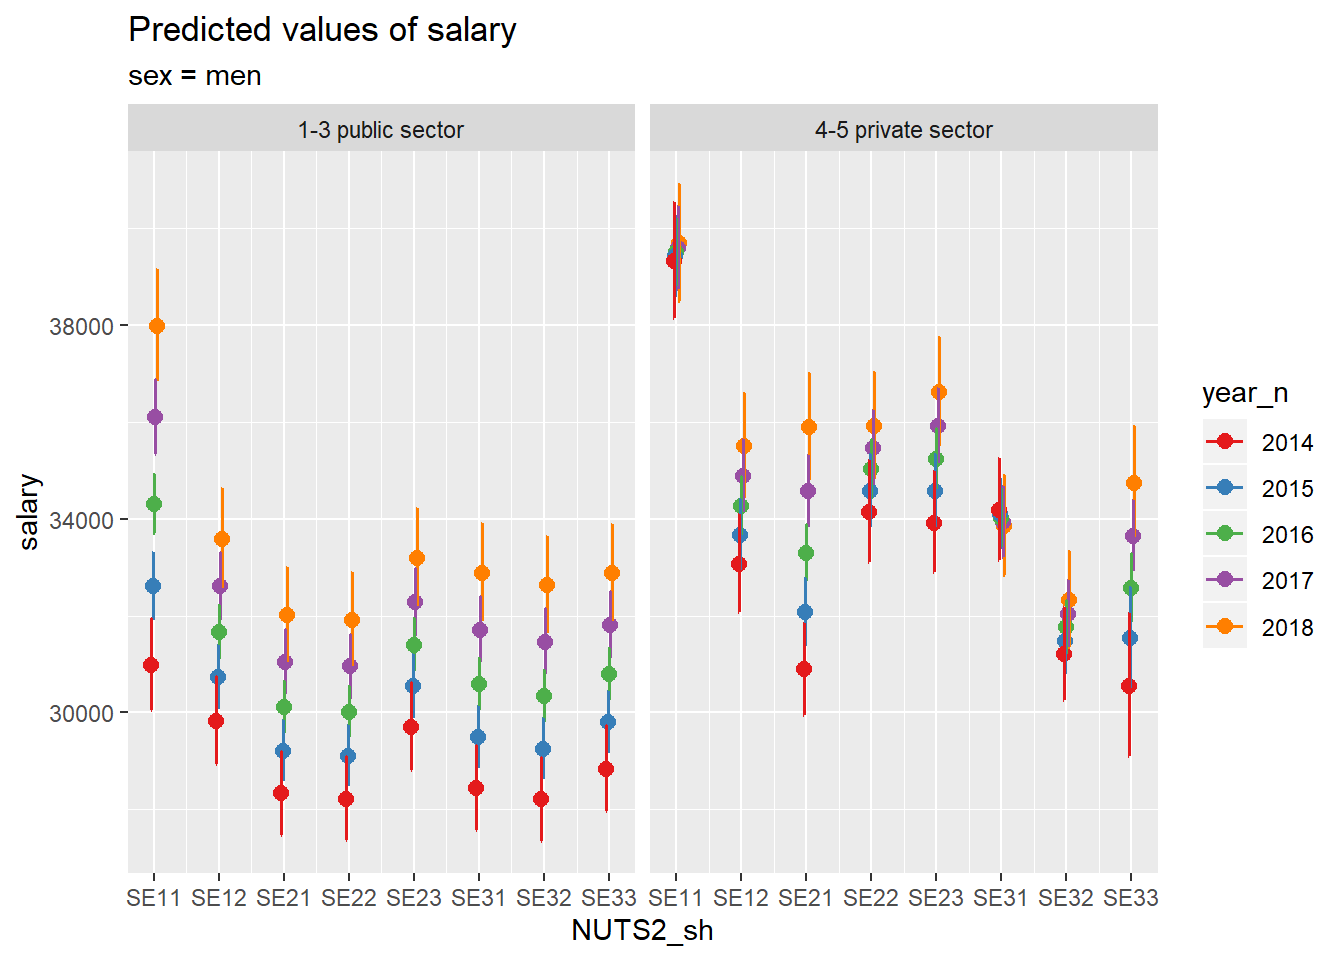 Predicted values of salary
sex = men
1-3 public sector
4-5 private sector
38000
34000
30000
salary
SE11 SE12 SE21 SE22 SE23 SE31 SE32 SE33
SE11 SE12 SE21 SE22 SE23 SE31 SE32 SE33
NUTS2_sh
year_n
2014
2015
2016
2017
2018